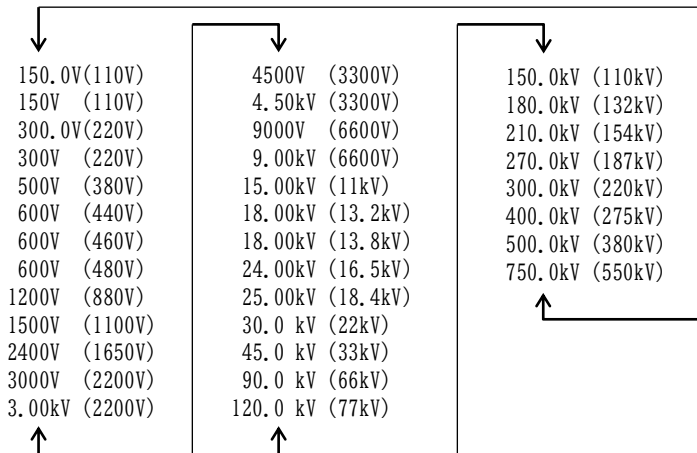 150.0V(110V)
150V (110V)
300.0V(220V)
300V (220V)
500V (380V)
600V (440V)
600V (460V)
600V (480V)
1200V (880V)
1500V (1100V)
2400V (1650V)
3000V (2200V)
3.00kV (2200V)
4500V (3300V)
4.50kV (3300V)
9000V (6600V)
9.00kV (6600V)
15.00kV (11kV)
18.00kV (13.2kV)
18.00kV (13.8kV)
24.00kV (16.5kV)
25.00kV (18.4kV)
30.0 kV (22kV)
45.0 kV (33kV)
90.0 kV (66kV)
120.0 kV (77kV)
150.0kV (110kV)
180.0kV (132kV)
210.0kV (154kV)
270.0kV (187kV)
300.0kV (220kV)
400.0kV (275kV)
500.0kV (380kV)
750.0kV (550kV)